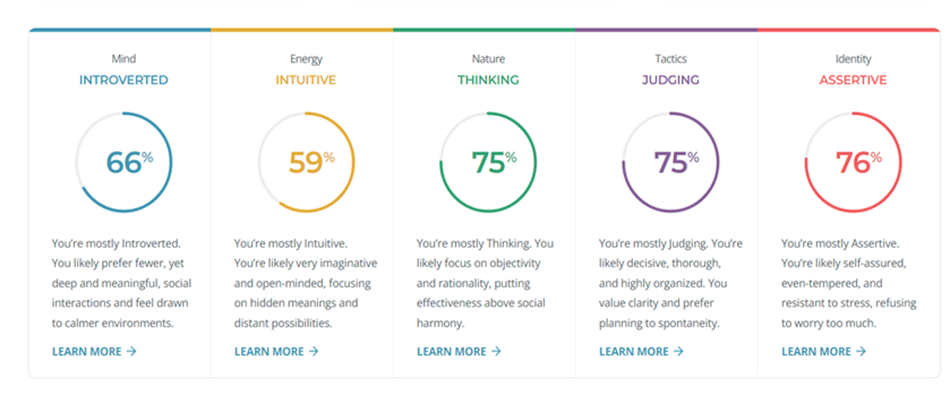 Mind
INTROVERTED
66%
You're mostly Introverted.
You likely prefer fewer, yet
deep and meaningful, social
interactions and feel drawn
to calmer environments.
LEARN MORE →
Energy
INTUITIVE
59%
You're mostly Intuitive.
You're likely very imaginative
and open-minded, focusing
on hidden meanings and
distant possibilities.
LEARN MORE →
Nature
THINKING
75%
You're mostly Thinking. You
likely focus on objectivity
and rationality, putting
effectiveness above social
harmony.
LEARN MORE →
Tactics
JUDGING
75%
You're mostly Judging. You're
likely decisive, thorough,
and highly organized. You
value clarity and prefer
planning to spontaneity.
LEARN MORE →
Identity
ASSERTIVE
76%
You're mostly Assertive.
You're likely self-assured,
even-tempered, and
resistant to stress, refusing
to worry too much.
LEARN MORE →